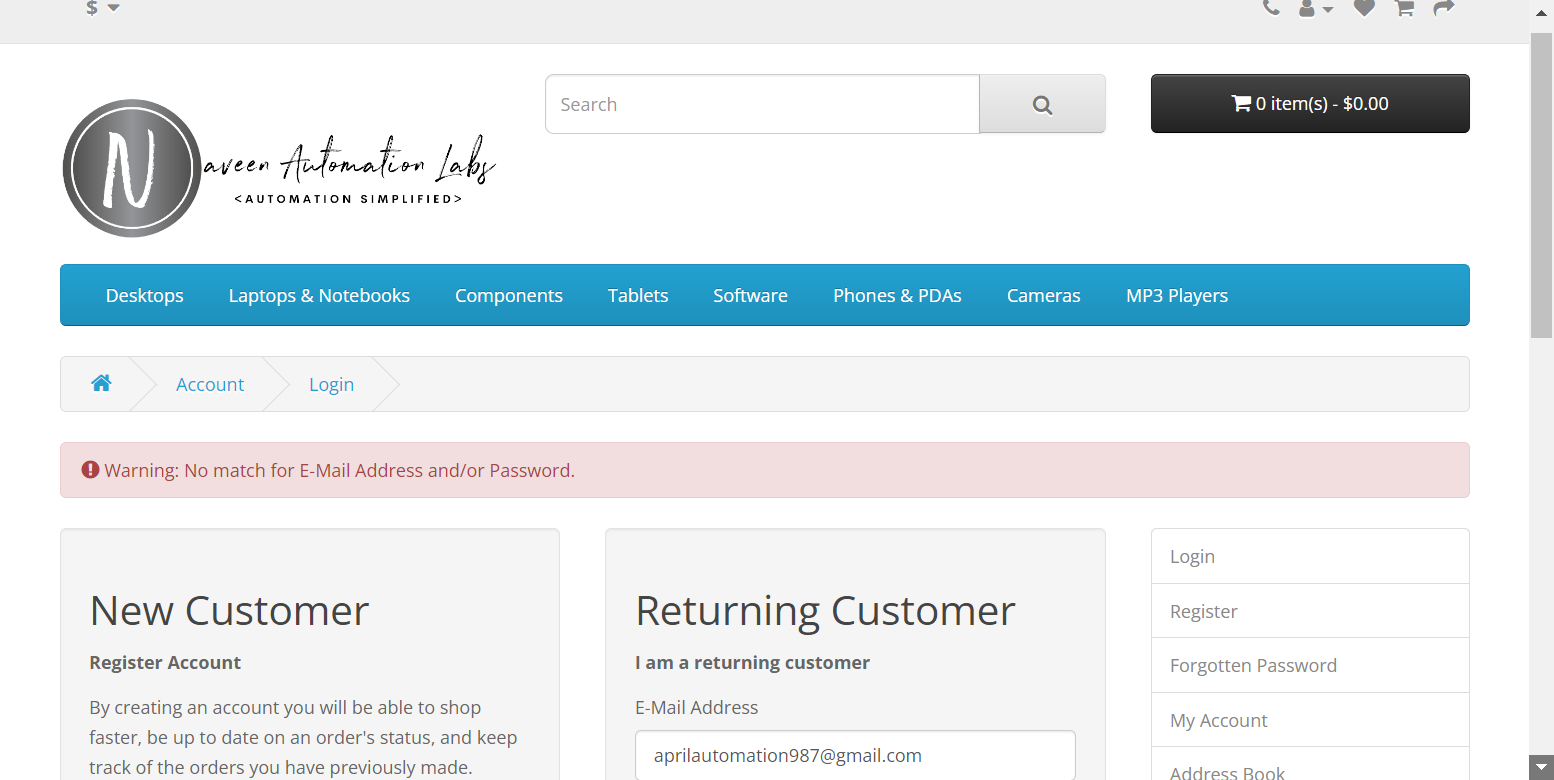 $
Search
0 item(s) - $0.00
N
aveen Automation Labs
<AUTOMATION SIMPLIFIED>
Desktops Laptops & Notebooks Components Tablets Software Phones & PDAs Cameras MP3 Players
Account Login
Warning: No match for E-Mail Address and/or Password.
New Customer
Register Account
By creating an account you will be able to shop
faster, be up to date on an order's status, and keep
track of the orders you have previously made.
Returning Customer
I am a returning customer
E-Mail Address
aprilautomation987@gmail.com
Login
Register
Forgotten Password
My Account
Address Book